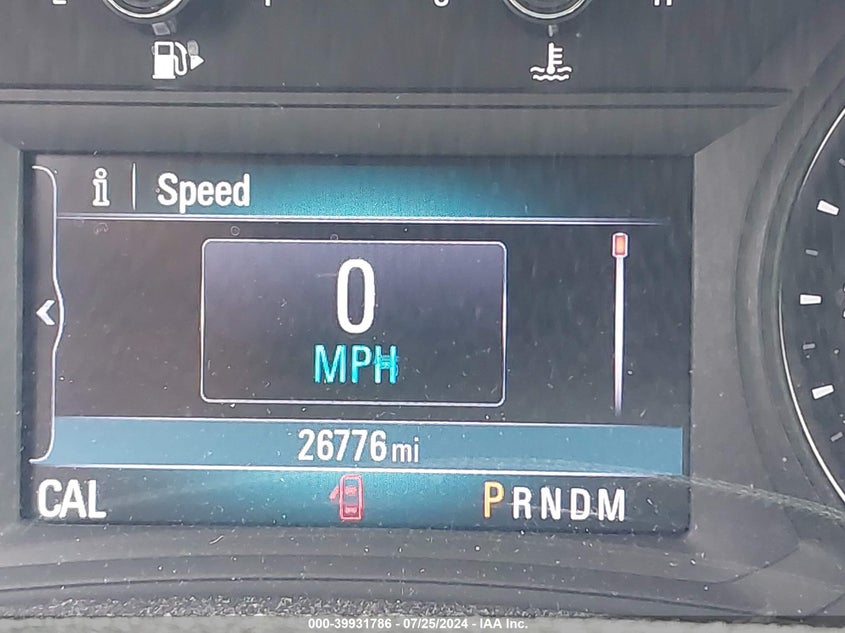 Speed
0
MPH
26776 mi
CAL
PRNDM
000-39931786 - 07/25/2024 - IAA Inc.